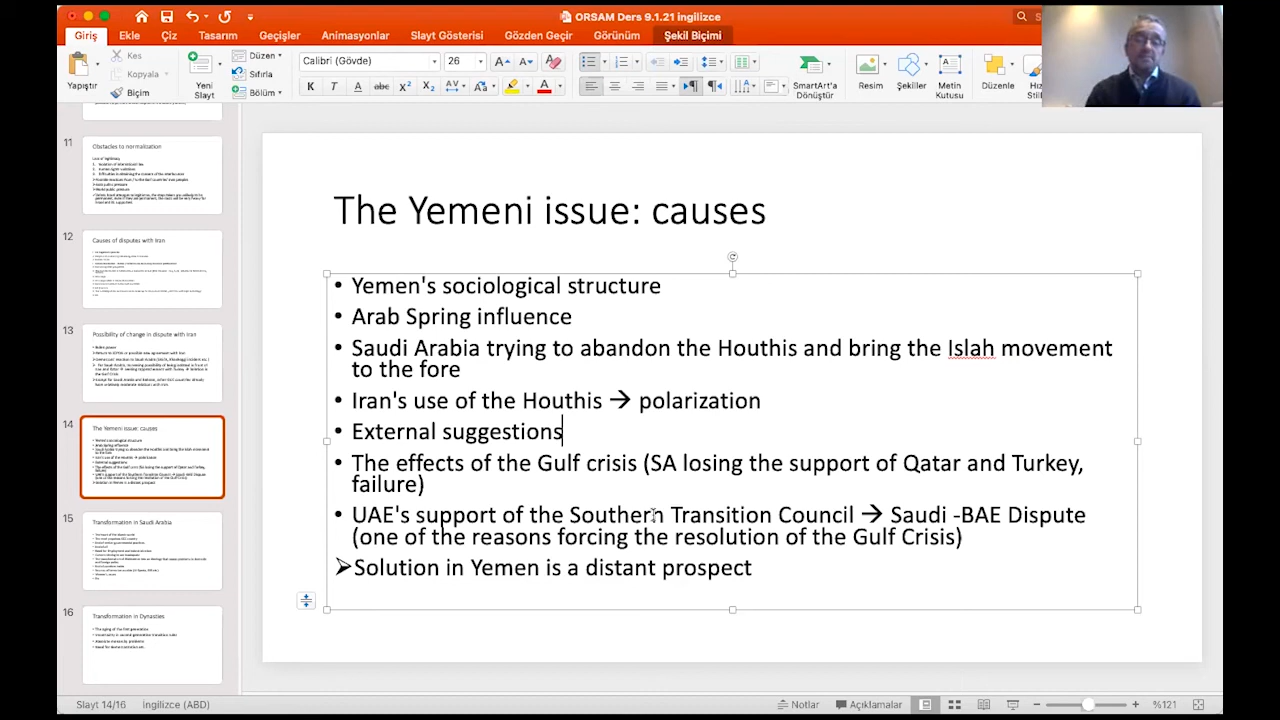 ORSAM Ders 9.1.21 ingilizce
Giriş Ekle Çiz Tasarım Geçişler Animasyonlar Slayt Gösterisi Gözden Geçir Görünüm Şekil Biçimi
Yapıştır
Kes
Kopyala
Biçim
Yeni
Slayt
Düzen
Sıfırla
Bölüm
Calibri (Gövde) 26
SmartArt'a
Dönüştür
Resim
Şekiller
Metin
Kutusu
Düzenle
11
Obstacles to normalization
12
Causes of disputes with Iran
13
Possibility of change in dispute with Iran
14
The Yemeni issue: causes
15
Transformation in Saudi Arabia
16
Transformation in Dynasties
The Yemeni issue: causes
• Yemen's sociological structure
• Arab Spring influence
• Saudi Arabia trying to abandon the Houthis and bring the Islah movement
to the fore
• Iran's use of the Houthis → polarization
• External suggestions
• The effects of the Gulf crisis (SA losing the support of Qatar and Turkey,
failure)
• UAE's support of the Southern Transition Council → Saudi -BAE Dispute
(one of the reasons forcing the resolution of the Gulf Crisis)
➢Solution in Yemen is a distant prospect
Slayt 14/16 ingilizce (ABD) Notlar Açıklamalar %121